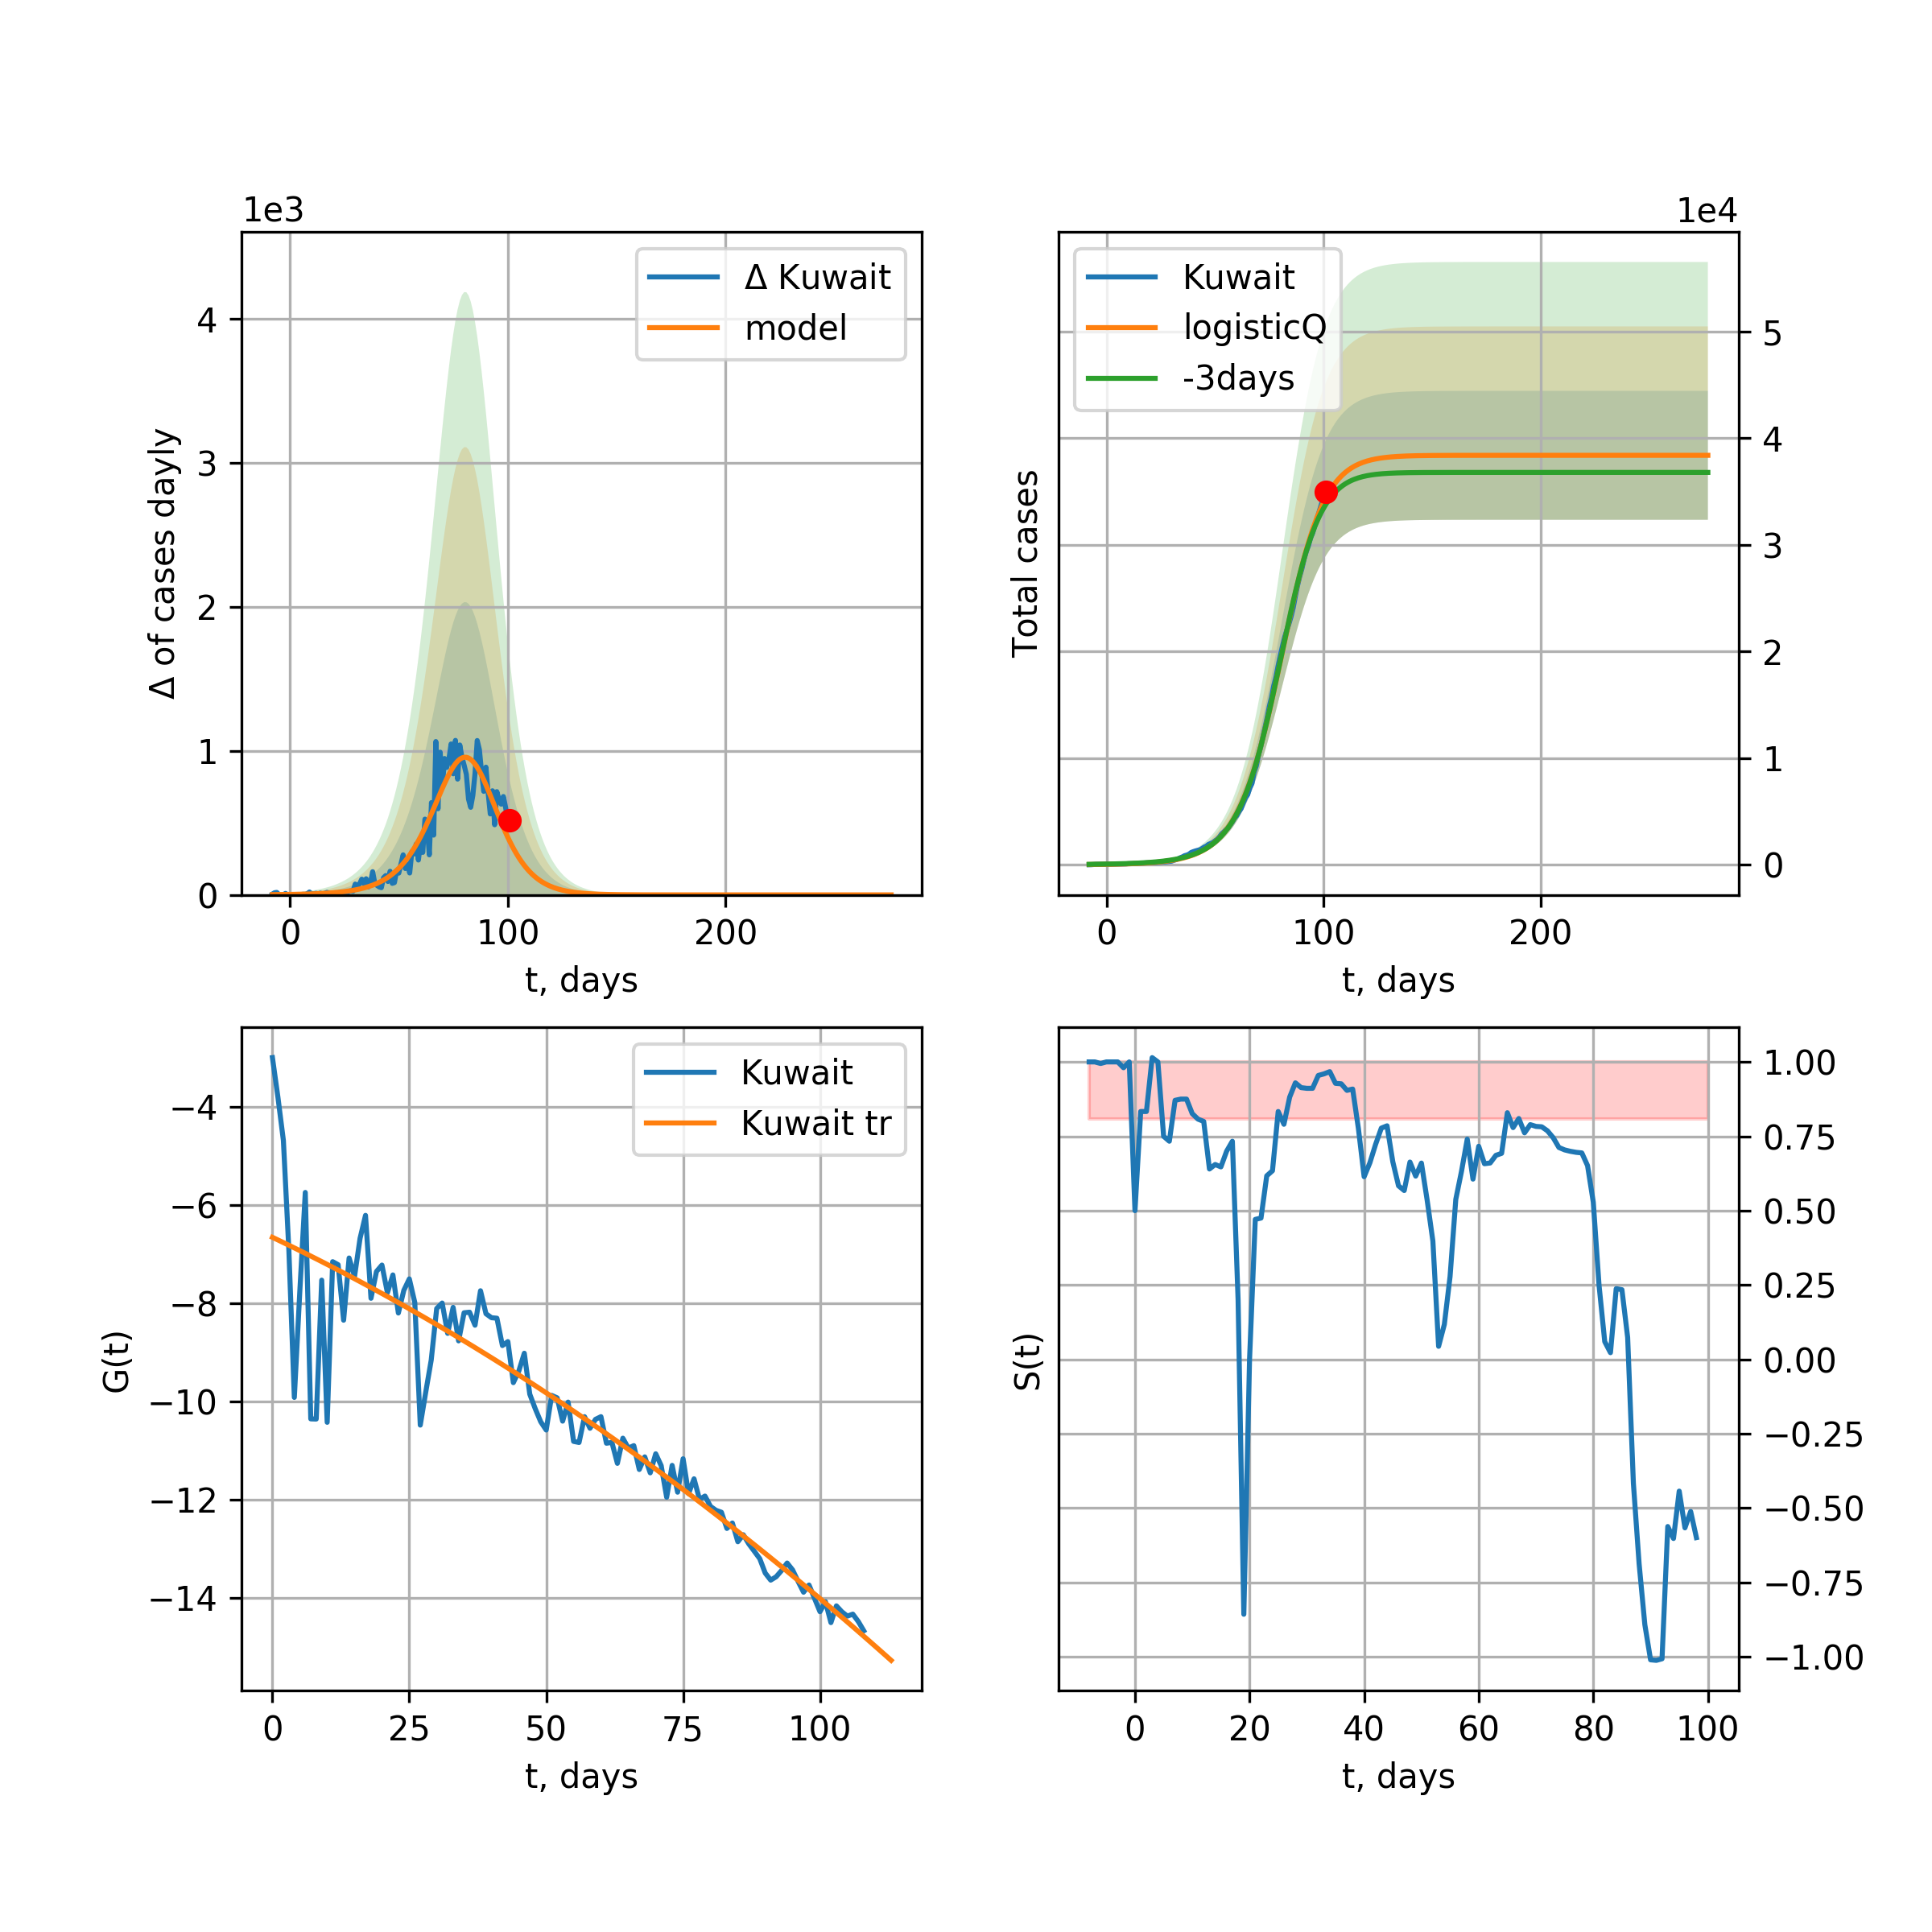 1e3
Δ of cases dayly
4
3
2
1
0
0 100 200
t, days
Δ Kuwait
model
1e4
Total cases
5
4
3
2
1
0
0 100 200
t, days
Kuwait
logisticQ
-3days
G(t)
−4
−6
−8
−10
−12
−14
0 25 50 75 100
t, days
Kuwait
Kuwait tr
S(t)
1.00
0.75
0.50
0.25
0.00
−0.25
−0.50
−0.75
−1.00
0 20 40 60 80 100
t, days